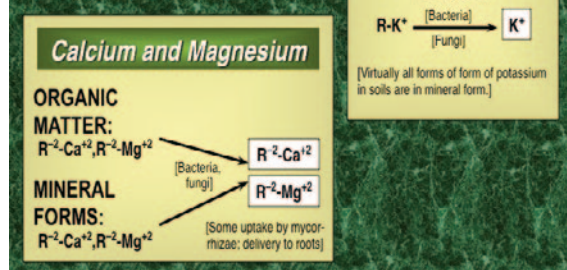 Calcium and Magnesium
ORGANIC
MATTER:
R⁻²-Ca⁺²,R⁻²-Mg⁺²
MINERAL
FORMS:
R⁻²-Ca⁺²,R⁻²-Mg⁺²
[Bacteria,
fungi]
R⁻²-Ca⁺²
R⁻²-Mg⁺²
[Some uptake by mycor-
rhizae; delivery to roots]
R-K⁺
[Bacteria]
[Fungi]
K⁺
[Virtually all forms of form of potassium
in soils are in mineral form.]